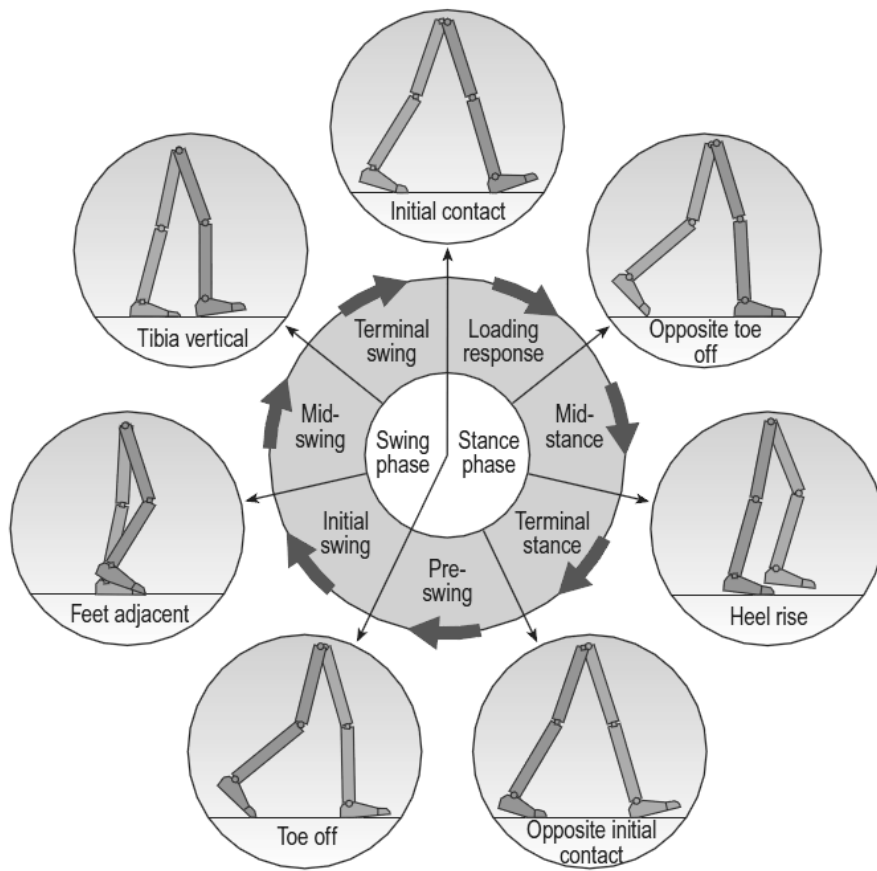 Initial contact
Opposite toe
off
Heel rise
Opposite initial
contact
Toe off
Feet adjacent
Tibia vertical
Loading
response
Mid-
stance
Terminal
stance
Pre-
swing
Initial
swing
Mid-
swing
Terminal
swing
Swing
phase
Stance
phase